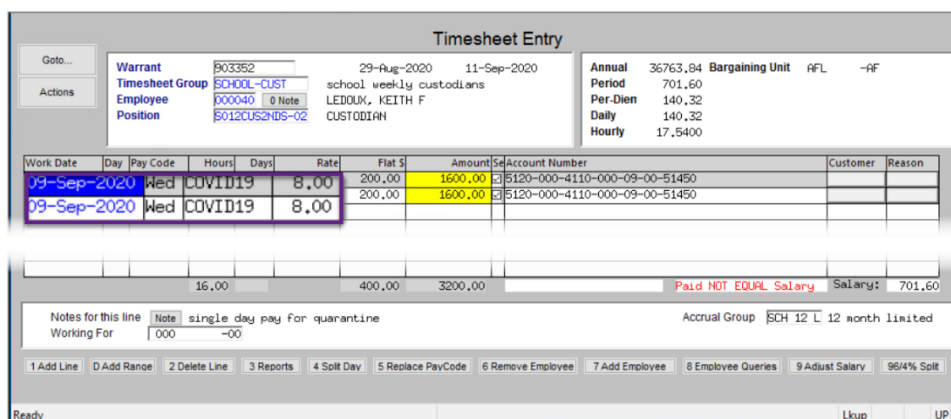 Timesheet Entry
Goto...
Actions
Warrant 903352 29-Aug-2020 11-Sep-2020
Timesheet Group SCHOOL-CUST school weekly custodians
Employee 000040 0 Note LEDOUX, KEITH F
Position S012CUS2NDS-02 CUSTODIAN
Annual 36763.84 Bargaining Unit AFL -AF
Period 701.60
Per-Dien 140.32
Daily 140.32
Hourly 17.5400
Work Date Day Pay Code Hours Days Rate Flat $ Amount Se Account Number Customer Reason
09-Sep-2020 Wed COVID19 8.00 200.00 1600.00 5120-000-4110-000-09-00-51450
09-Sep-2020 Wed COVID19 8.00 200.00 1600.00 5120-000-4110-000-09-00-51450
16.00 400.00 3200.00 Paid NOT EQUAL Salary Salary: 701.60
Notes for this line Note single day pay for quarantine Accrual Group SCH 12 L 12 month limited
Working For 000 -00
1 Add Line D Add Range 2 Delete Line 3 Reports 4 Split Day 5 Replace PayCode 6 Remove Employee 7 Add Employee 8 Employee Queries 9 Adjust Salary 96/4% Split
Ready Lkup UP